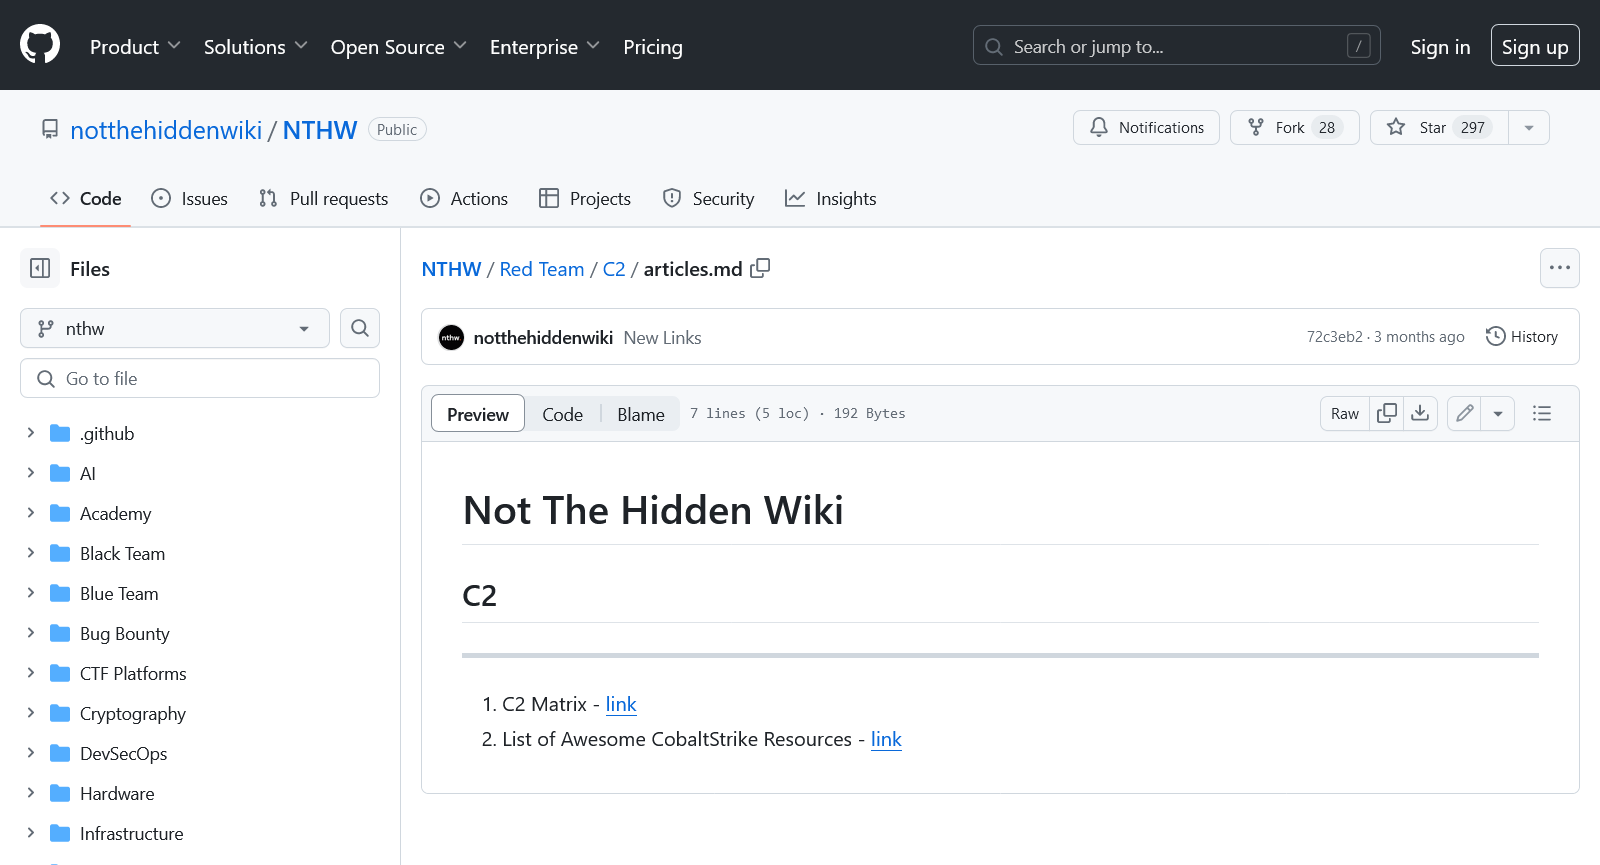 Product Solutions Open Source Enterprise Pricing Search or jump to... / Sign in Sign up
notthehiddenwiki / NTHW Public Notifications Fork 28 Star 297
Code Issues Pull requests Actions Projects Security Insights
Files
nthw
Go to file
.github
AI
Academy
Black Team
Blue Team
Bug Bounty
CTF Platforms
Cryptography
DevSecOps
Hardware
Infrastructure
NTHW / Red Team / C2 / articles.md
nthw notthehiddenwiki New Links 72c3eb2 · 3 months ago History
Preview Code Blame 7 lines (5 loc) · 192 Bytes Raw
Not The Hidden Wiki
C2
1. C2 Matrix - link
2. List of Awesome CobaltStrike Resources - link